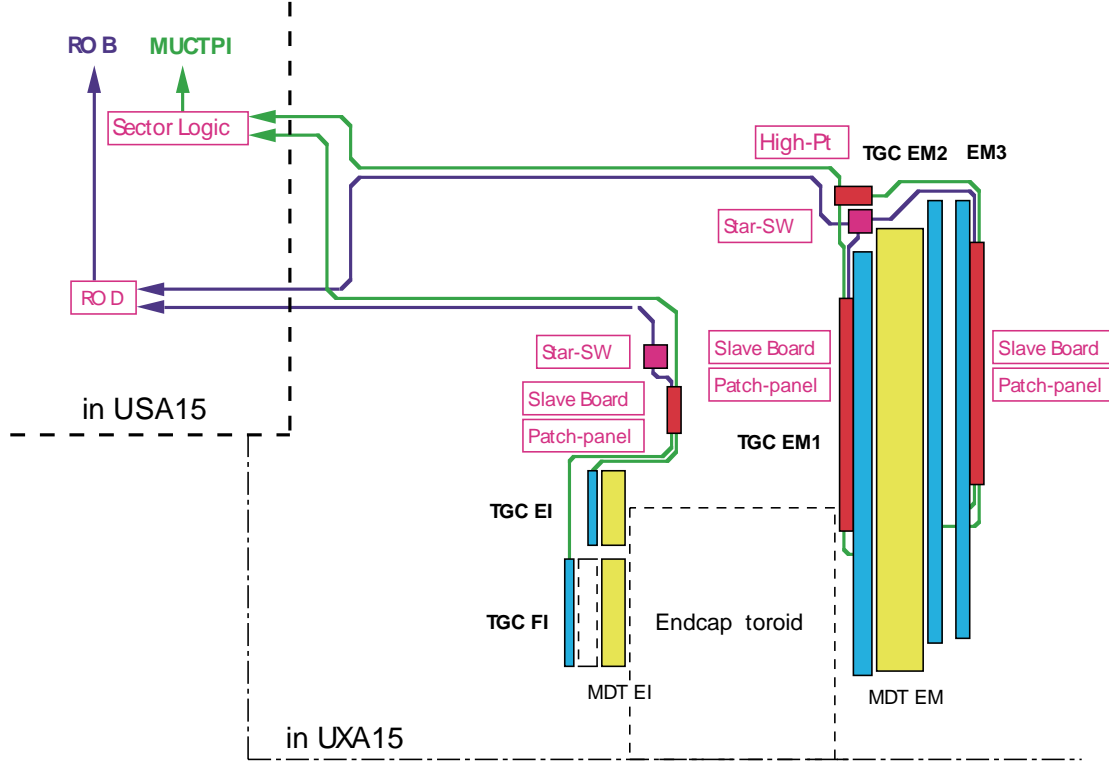 ROB
MUCTPI
Sector Logic
High-Pt
TGC EM2
EM3
Star-SW
ROD
Star-SW
Slave Board
Patch-panel
Slave Board
Patch-panel
Slave Board
Patch-panel
in USA15
TGC EM1
TGC EI
TGC FI
Endcap toroid
MDT EI
MDT EM
in UXA15